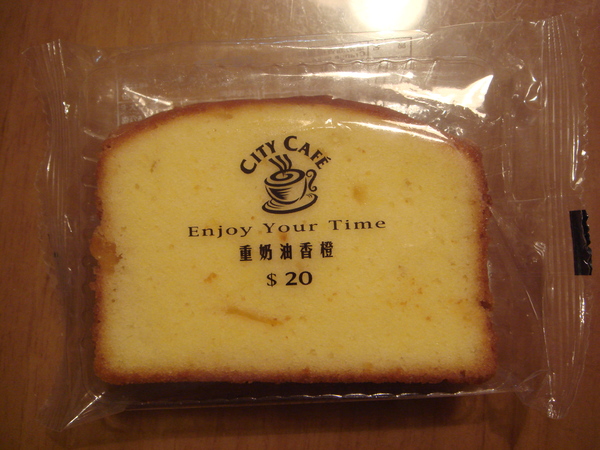 CITY CAFÉ
Enjoy Your Time
重奶油香橙
$ 20